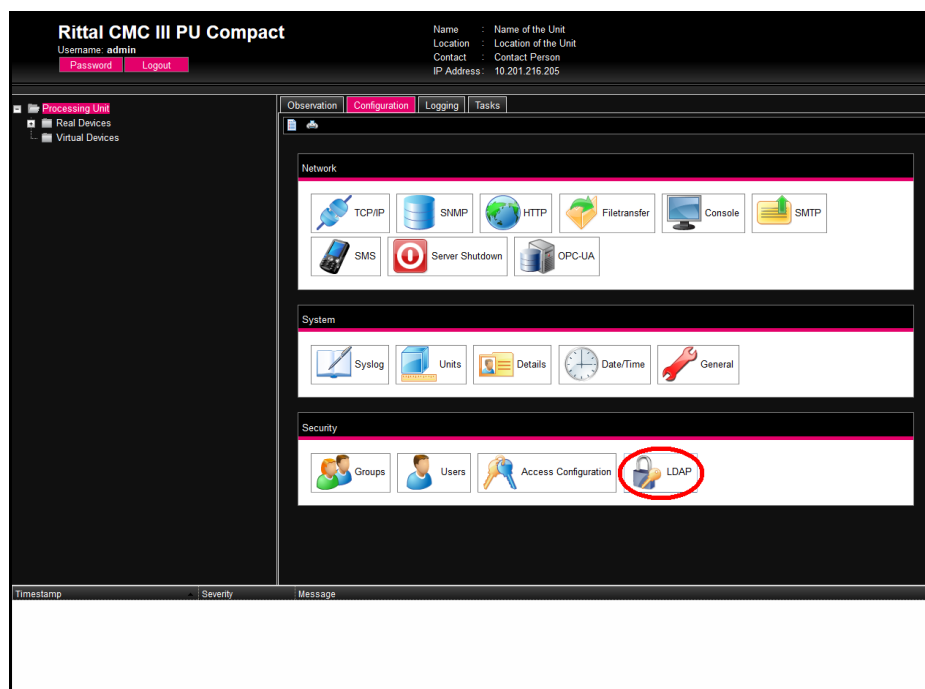 Rittal CMC III PU Compact
Username: admin
Password Logout
Name : Name of the Unit
Location : Location of the Unit
Contact : Contact Person
IP Address : 10.201.216.205
Processing Unit
Real Devices
Virtual Devices
Observation Configuration Logging Tasks
Network
TCP/IP SNMP HTTP Filetransfer Console SMTP
SMS Server Shutdown OPC-UA
System
Syslog Units Details Date/Time General
Security
Groups Users Access Configuration LDAP
Timestamp Severity Message